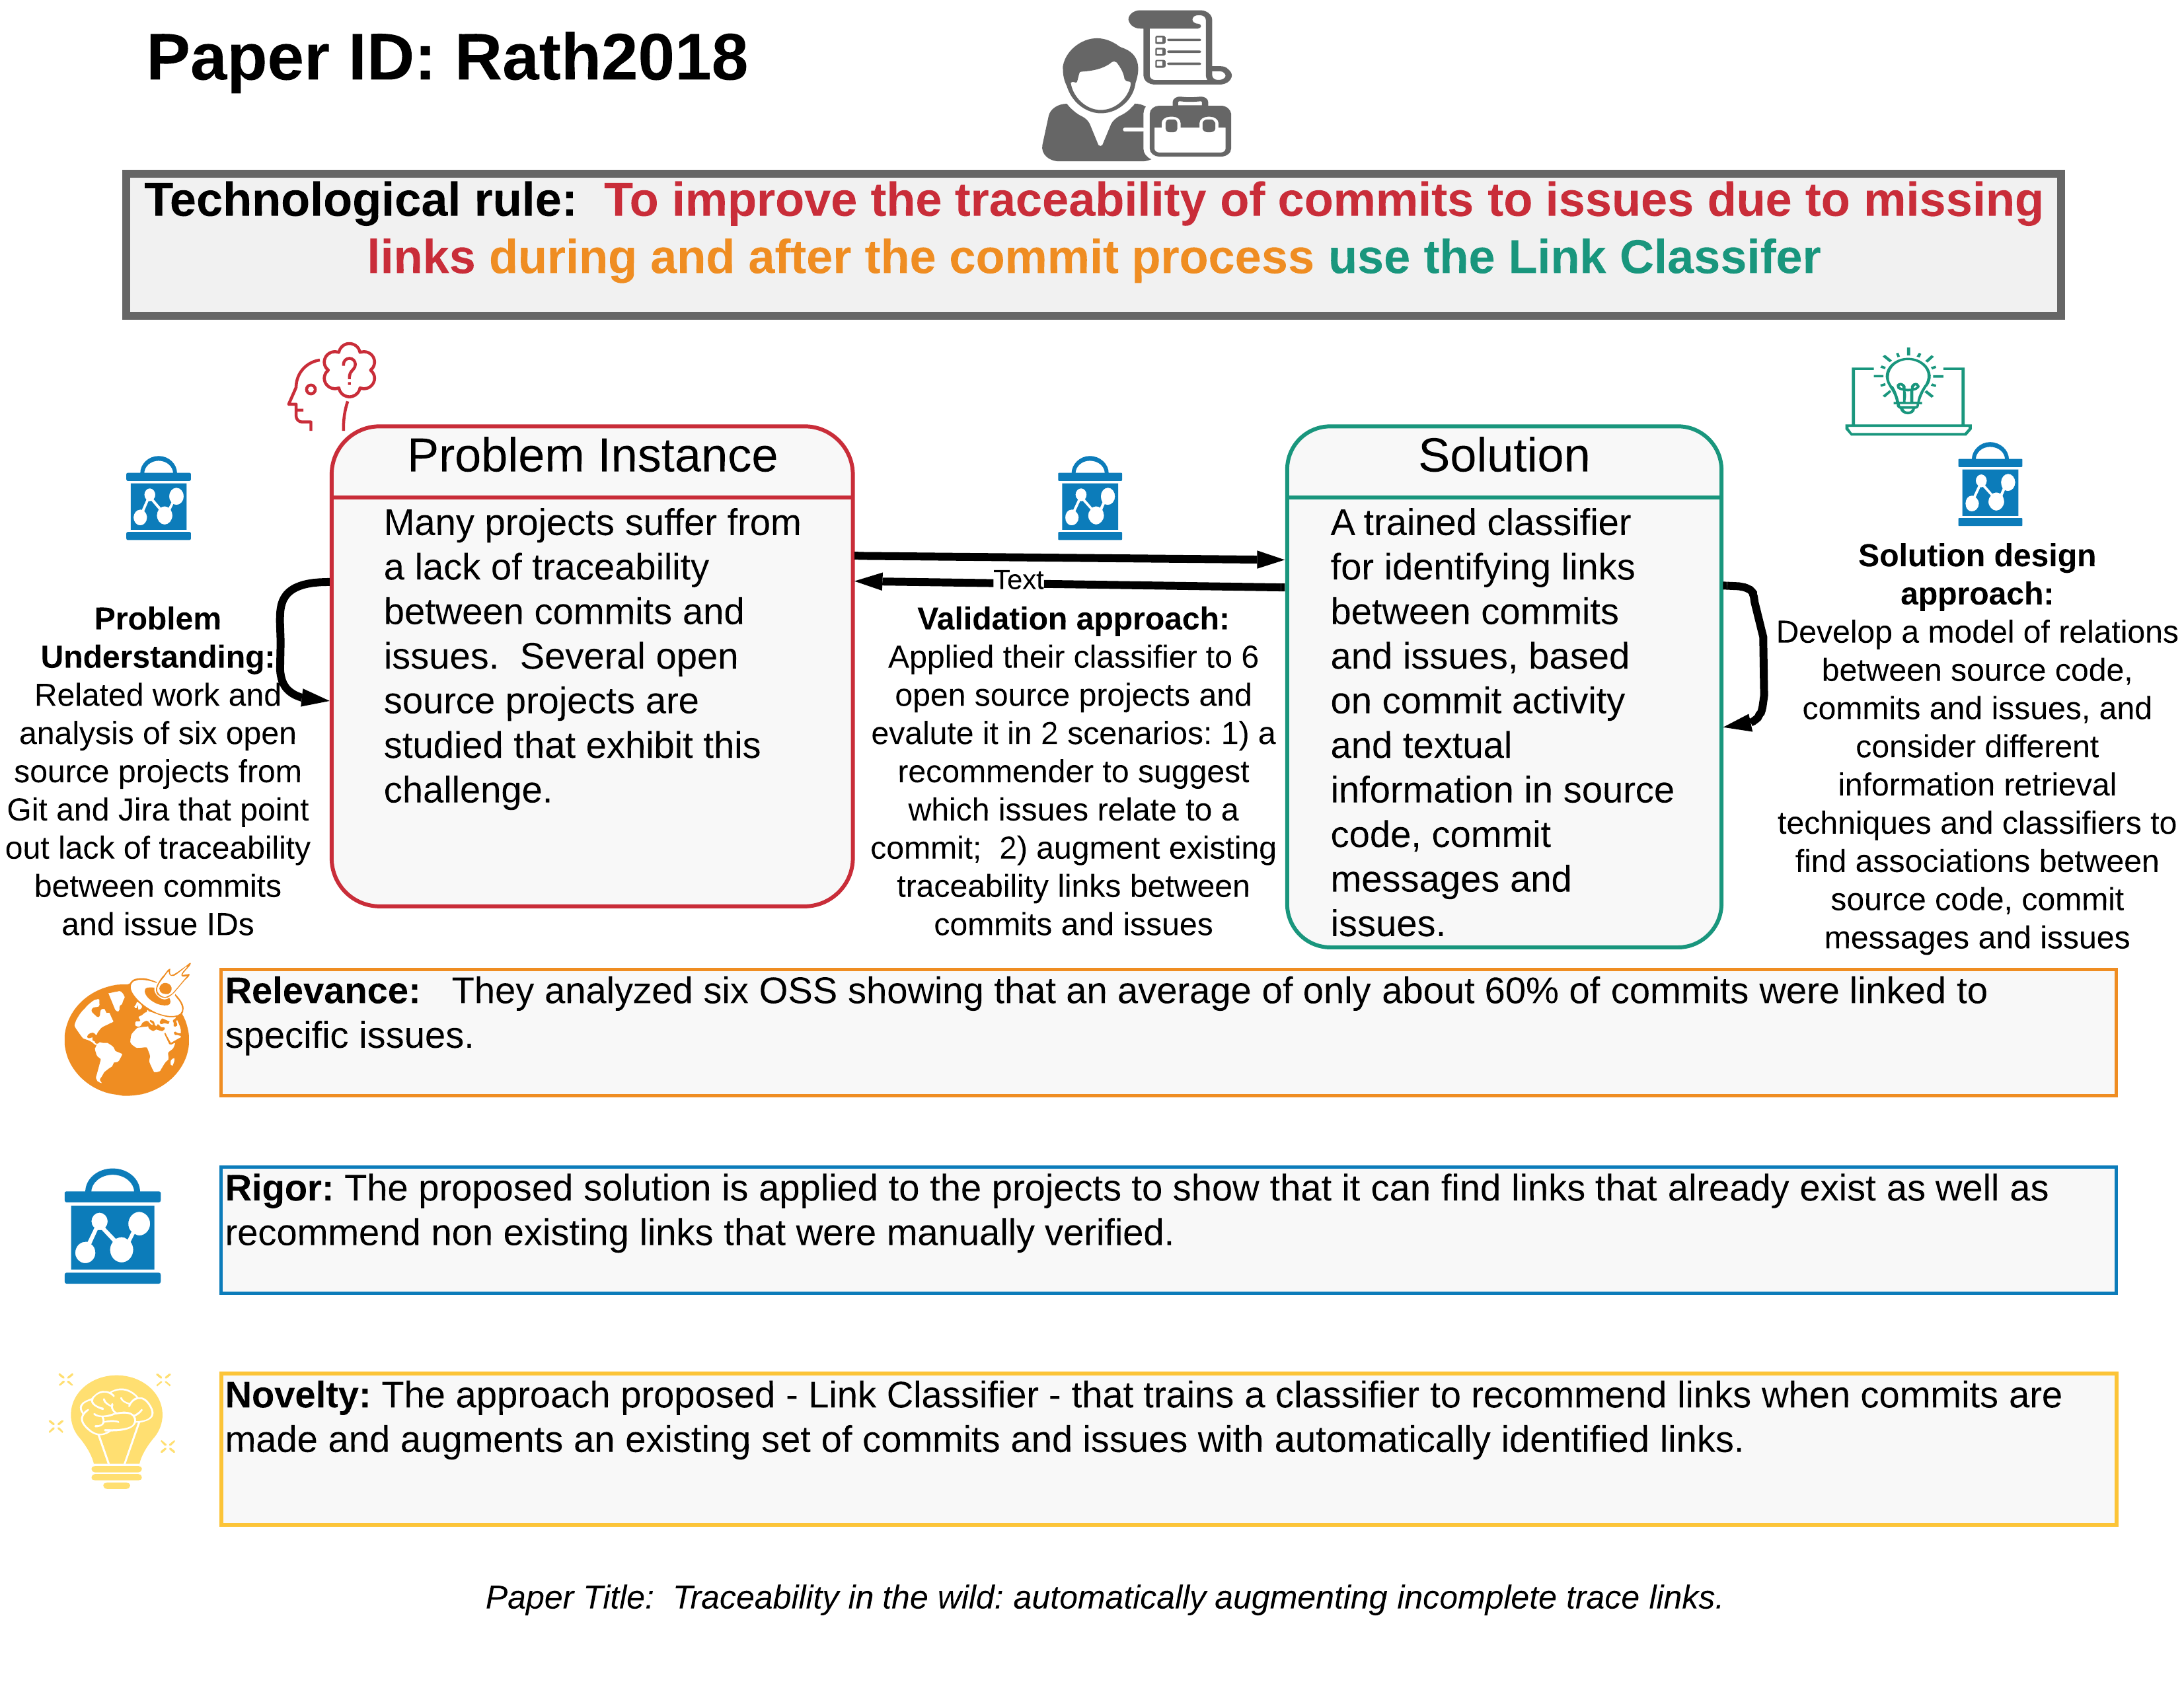 Paper ID: Rath2018
Technological rule:  To improve the traceability of commits to issues due to missing
links during and after the commit process use the Link Classifer
Problem Instance
Many projects suffer from
a lack of traceability
between commits and
issues.  Several open
source projects are
studied that exhibit this
challenge.
Solution
A trained classifier
for identifying links
between commits
and issues, based
on commit activity
and textual
information in source
code, commit
messages and
issues.
Problem
Understanding:
Related work and
analysis of six open
source projects from
Git and Jira that point
out lack of traceability
between commits
and issue IDs
Text
Validation approach:
Applied their classifier to 6
open source projects and
evalute it in 2 scenarios: 1) a
recommender to suggest
which issues relate to a
commit;  2) augment existing
traceability links between
commits and issues
Solution design
approach:
Develop a model of relations
between source code,
commits and issues, and
consider different
information retrieval
techniques and classifiers to
find associations between
source code, commit
messages and issues
Relevance:   They analyzed six OSS showing that an average of only about 60% of commits were linked to
specific issues.
Rigor: The proposed solution is applied to the projects to show that it can find links that already exist as well as
recommend non existing links that were manually verified.
Novelty: The approach proposed - Link Classifier - that trains a classifier to recommend links when commits are
made and augments an existing set of commits and issues with automatically identified links.
Paper Title:  Traceability in the wild: automatically augmenting incomplete trace links.